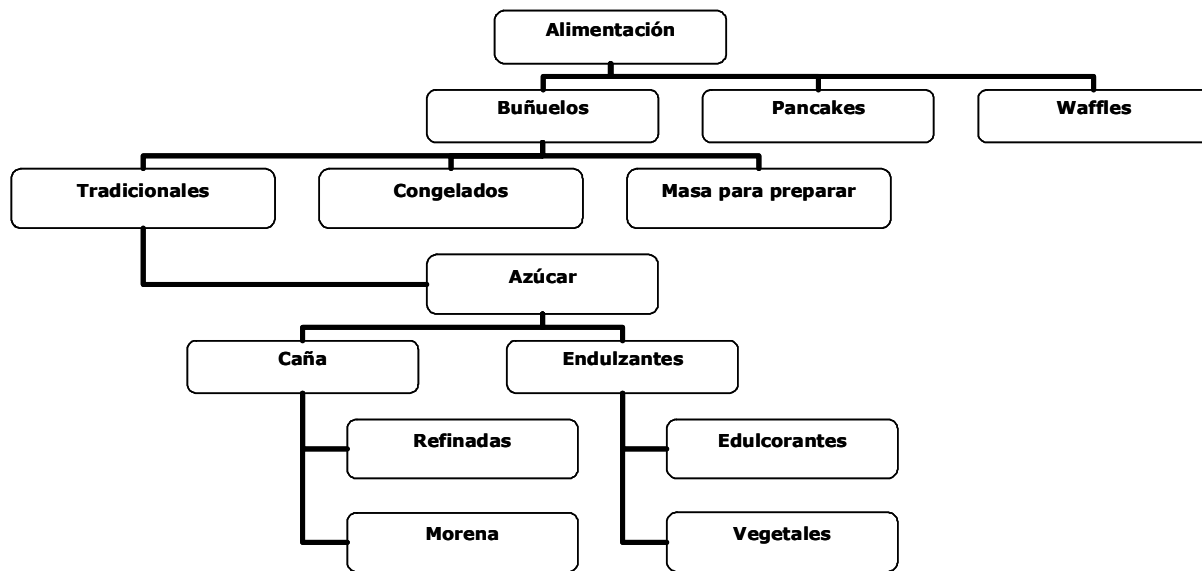 Alimentación
Buñuelos
Pancakes
Waffles
Tradicionales
Congelados
Masa para preparar
Azúcar
Caña
Endulzantes
Refinadas
Edulcorantes
Morena
Vegetales